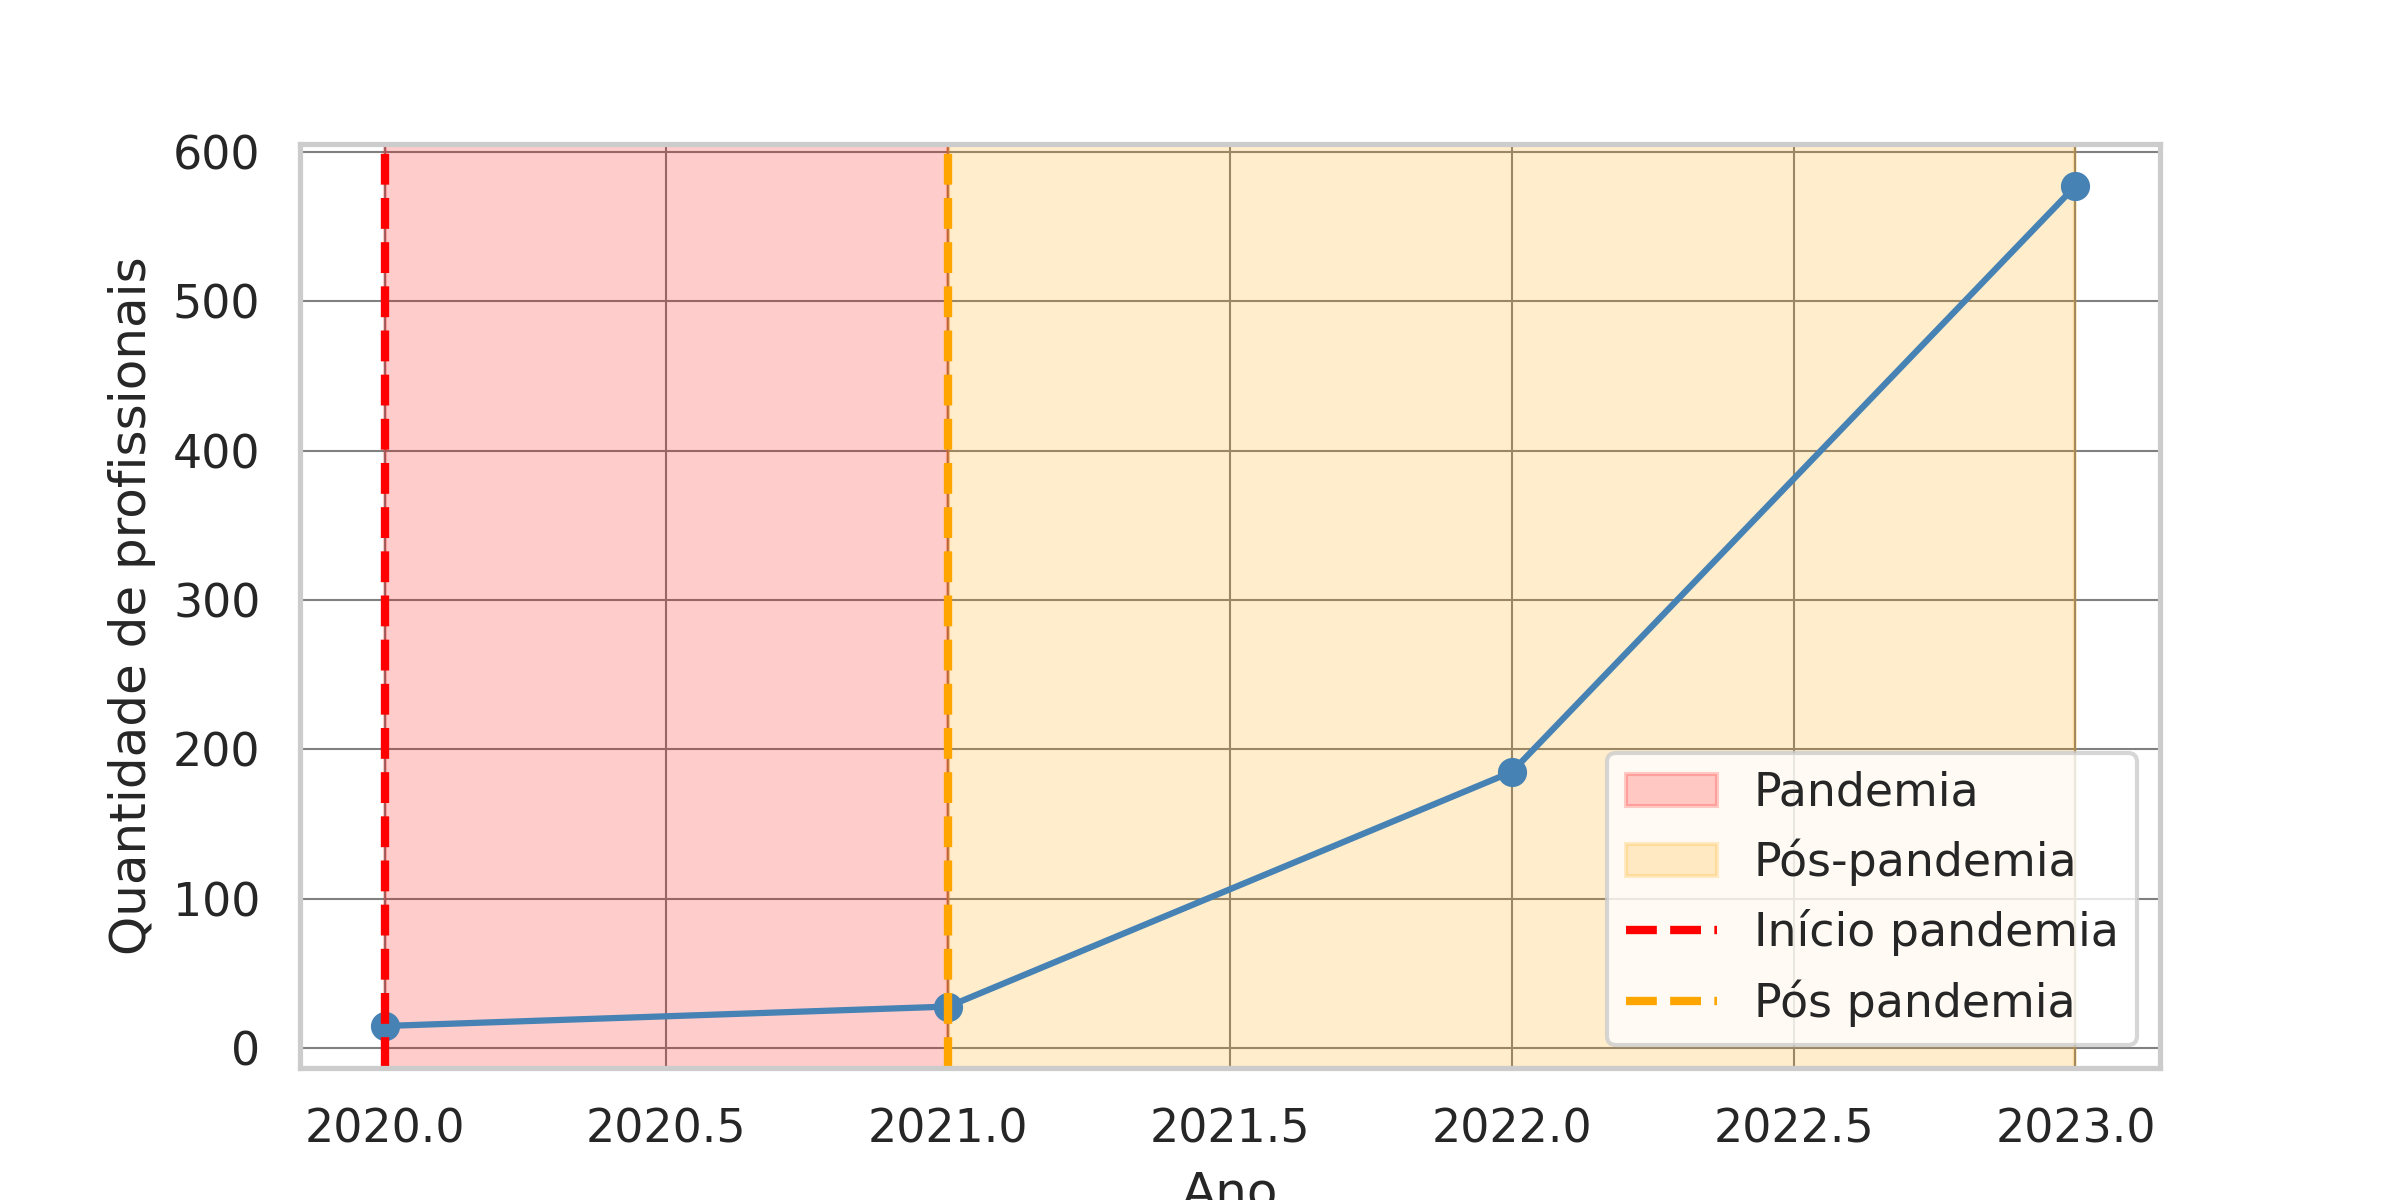 600
500
400
300
200
100
0
Quantidade de profissionais
Pandemia
Pós-pandemia
Início pandemia
Pós pandemia
2020.0 2020.5 2021.0 2021.5 2022.0 2022.5 2023.0
Ano